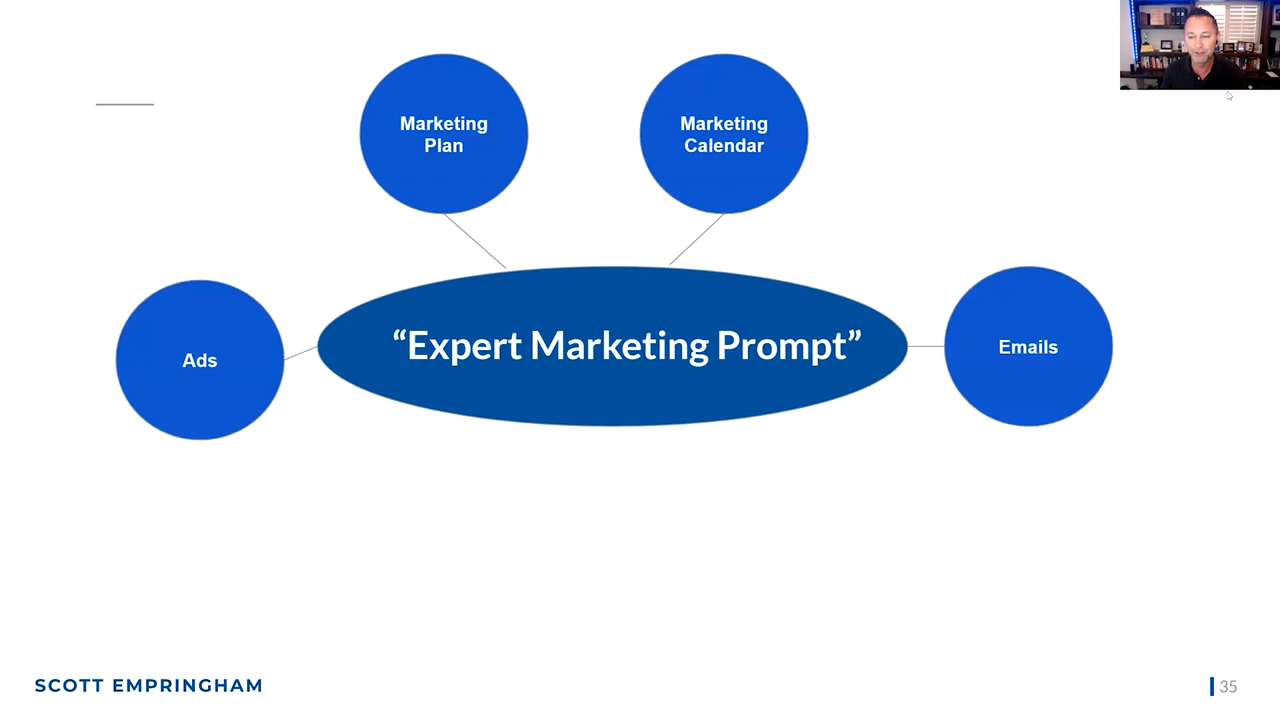 Marketing
Plan
Marketing
Calendar
Ads
“Expert Marketing Prompt”
Emails
SCOTT EMPRINGHAM
35